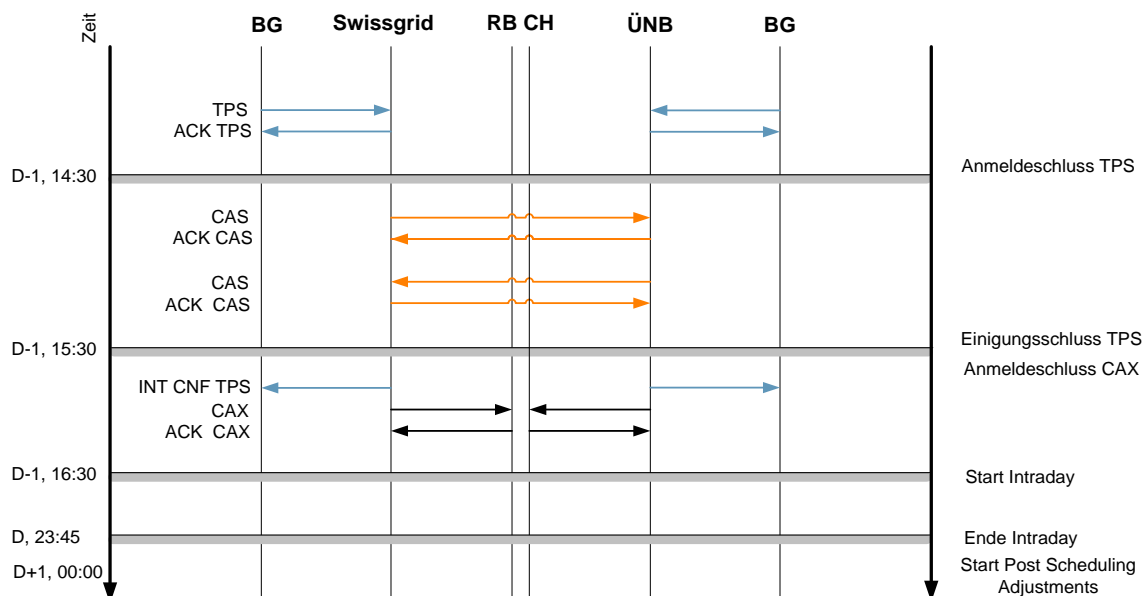 Zeit
BG Swissgrid RB CH ÜNB BG
TPS
ACK TPS
D-1, 14:30 Anmeldeschluss TPS
CAS
ACK CAS
CAS
ACK CAS
D-1, 15:30 Einigungsschluss TPS
Anmeldeschluss CAX
INT CNF TPS
CAX
ACK CAX
D-1, 16:30 Start Intraday
D, 23:45 Ende Intraday
D+1, 00:00 Start Post Scheduling
Adjustments